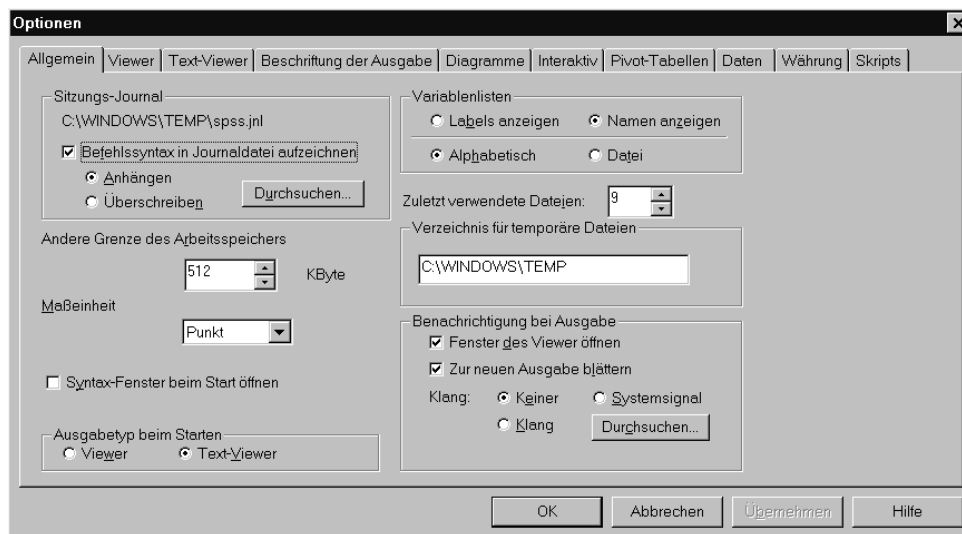 Optionen
Allgemein Viewer Text-Viewer Beschriftung der Ausgabe Diagramme Interaktiv Pivot-Tabellen Daten Währung Skripts
Sitzungs-Journal
C:\WINDOWS\TEMP\spss.jnl
Befehlssyntax in Journaldatei aufzeichnen
Anhängen
Überschreiben
Durchsuchen...
Andere Grenze des Arbeitsspeichers
512 KByte
Maßeinheit
Punkt
Syntax-Fenster beim Start öffnen
Ausgabetyp beim Starten
Viewer Text-Viewer
Variablenlisten
Labels anzeigen Namen anzeigen
Alphabetisch Datei
Zuletzt verwendete Dateien: 9
Verzeichnis für temporäre Dateien
C:\WINDOWS\TEMP
Benachrichtigung bei Ausgabe
Fenster des Viewer öffnen
Zur neuen Ausgabe blättern
Klang: Keiner Systemsignal
Klang Durchsuchen...
OK Abbrechen Übernehmen Hilfe